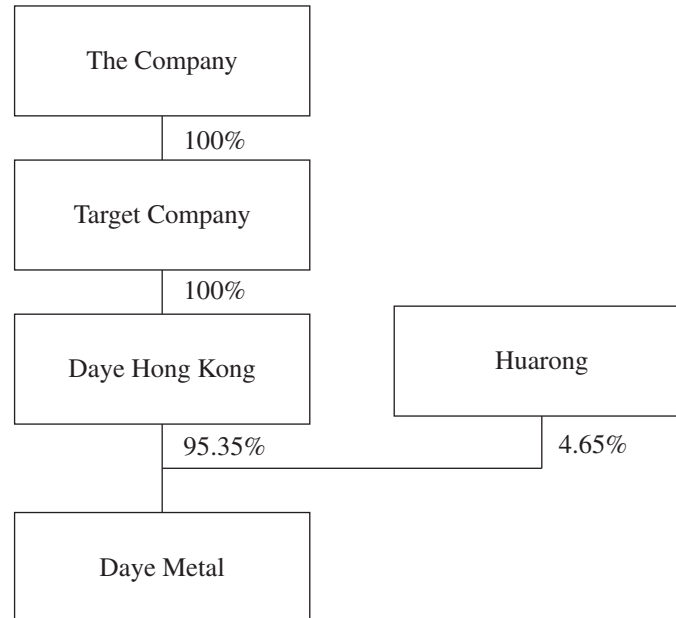 The Company
100%
Target Company
100%
Daye Hong Kong
Huarong
95.35%
4.65%
Daye Metal